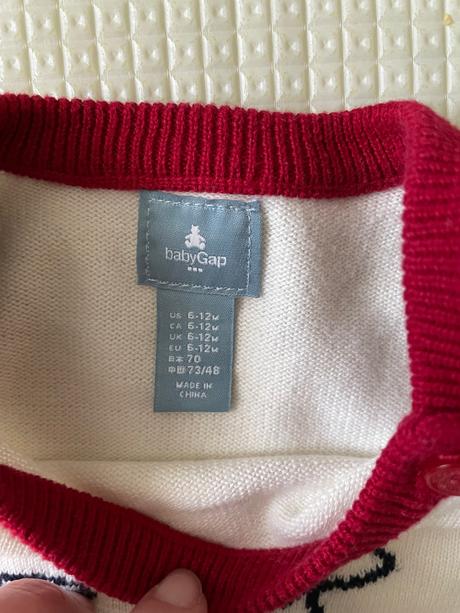 babyGap
US 6-12M
CA 6-12M
UK 6-12M
EU 6-12M
日本 70
中国 73/48
MADE IN
CHINA